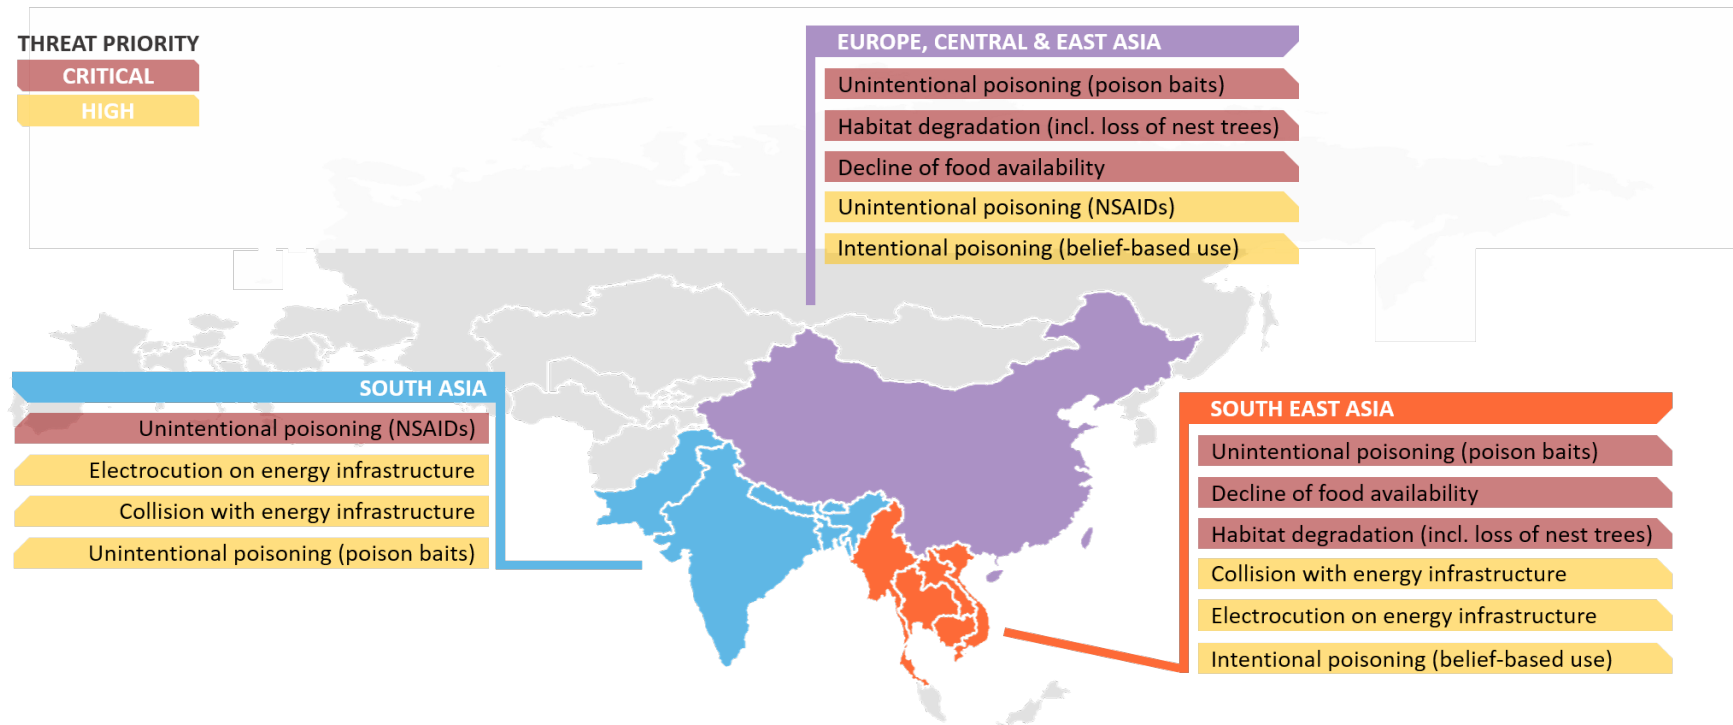 THREAT PRIORITY
CRITICAL
HIGH
EUROPE, CENTRAL & EAST ASIA
Unintentional poisoning (poison baits)
Habitat degradation (incl. loss of nest trees)
Decline of food availability
Unintentional poisoning (NSAIDs)
Intentional poisoning (belief-based use)
SOUTH ASIA
Unintentional poisoning (NSAIDs)
Electrocution on energy infrastructure
Collision with energy infrastructure
Unintentional poisoning (poison baits)
SOUTH EAST ASIA
Unintentional poisoning (poison baits)
Decline of food availability
Habitat degradation (incl. loss of nest trees)
Collision with energy infrastructure
Electrocution on energy infrastructure
Intentional poisoning (belief-based use)